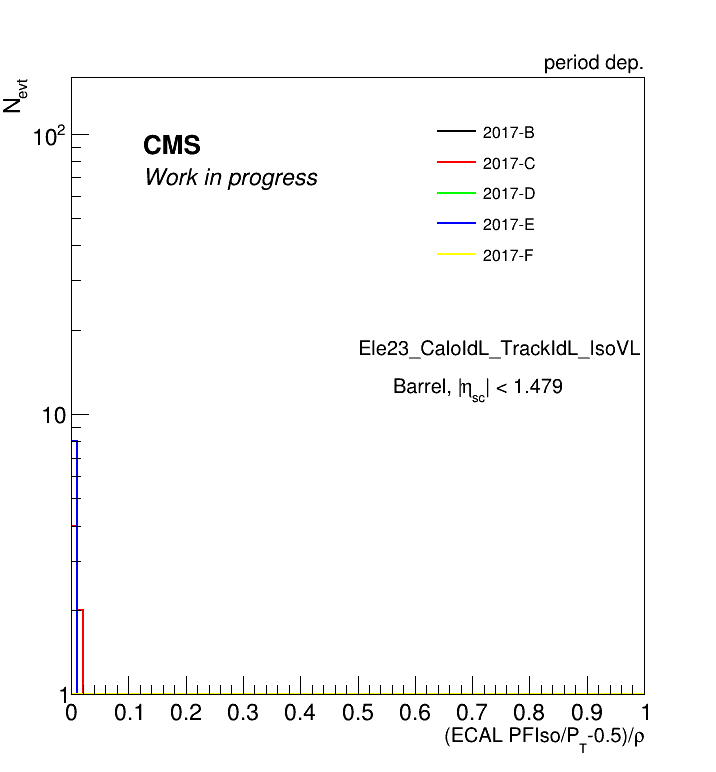 period dep.
N_evt
10²
10
1
CMS
Work in progress
2017-B
2017-C
2017-D
2017-E
2017-F
Ele23_CaloIdL_TrackIdL_IsoVL
Barrel, |η_sc| < 1.479
0 0.1 0.2 0.3 0.4 0.5 0.6 0.7 0.8 0.9 1
(ECAL PFIso/P_T-0.5)/ρ